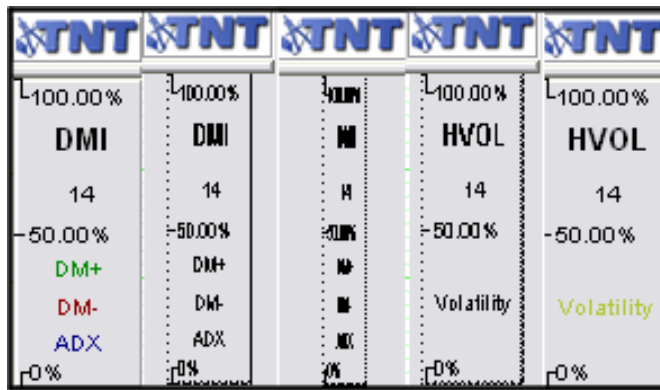 TNT
100.00%
DMI
14
50.00%
DM+
DM-
ADX
0%
TNT
100.00%
DMI
14
50.00%
DM+
DM-
ADX
0%
TNT
14
0%
TNT
100.00%
HVOL
14
50.00%
Volatility
0%
TNT
100.00%
HVOL
14
50.00%
Volatility
0%